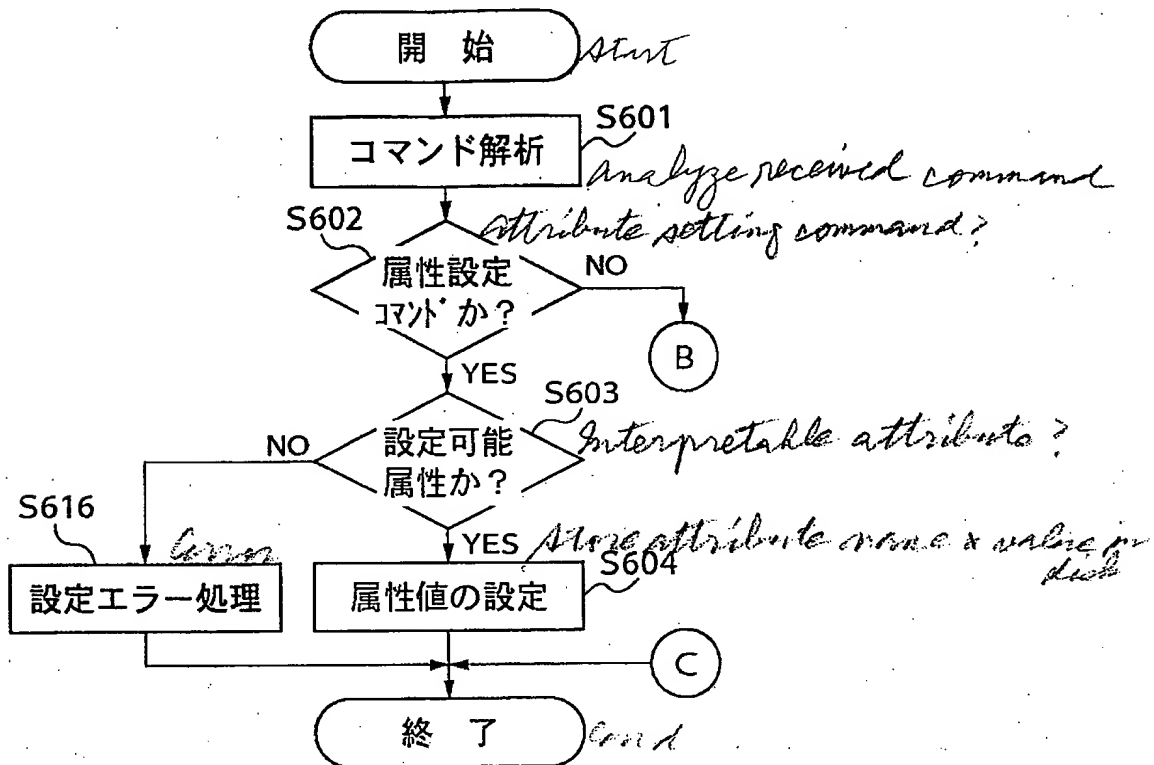 開 始
start
S601
コマンド解析
Analyze received command
S602
attribute setting command?
属性設定
コマンドか?
NO
B
YES
S603
設定可能
属性か?
Interpretable attribute?
NO
S616
error
設定エラー処理
YES
store attribute name & value in
disk
S604
属性値の設定
C
終 了
end